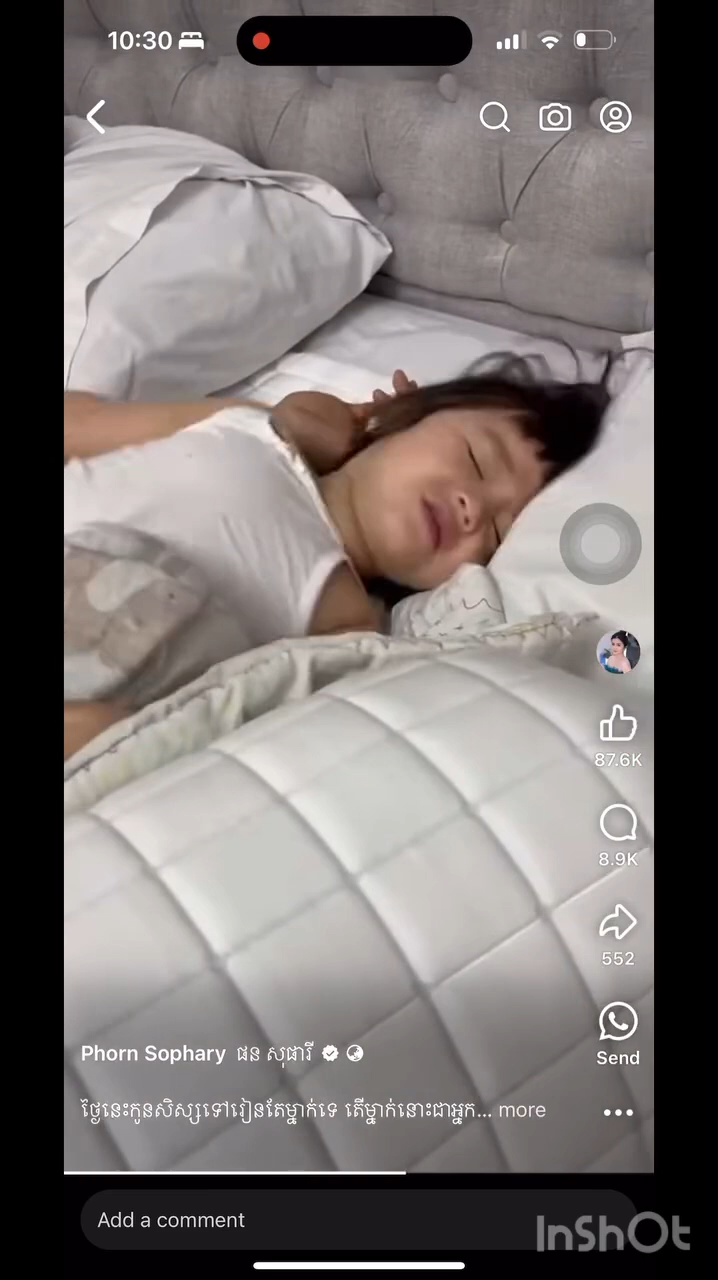 10:30
87.6K
8.9K
552
Send
Phorn Sophary ផន សុផារី
ថ្ងៃនេះកូនសិស្សទៅរៀនតែម្នាក់ទេ តើម្នាក់នោះជាអ្នក... more
Add a comment
InShOt